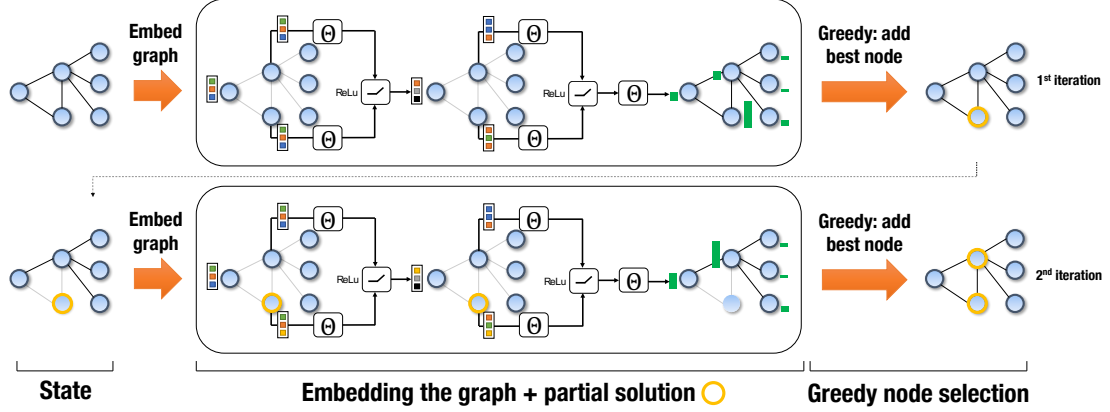 Embed
graph
Θ
Θ
ReLu
Θ
Θ
ReLu
Θ
Greedy: add
best node
1st iteration
Embed
graph
Θ
Θ
ReLu
Θ
Θ
ReLu
Θ
Greedy: add
best node
2nd iteration
State
Embedding the graph + partial solution
Greedy node selection